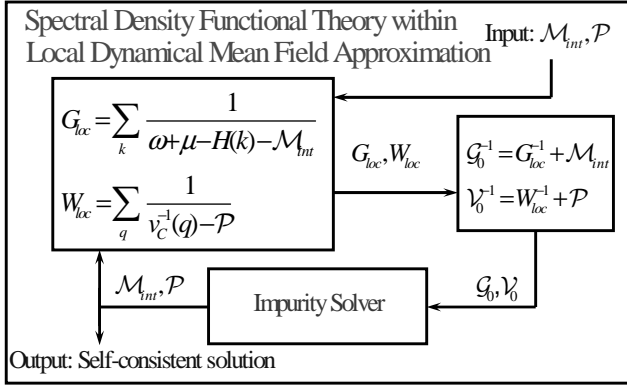 Spectral Density Functional Theory within
Local Dynamical Mean Field Approximation
Input: ℳ_int, 𝒫
G_loc = ∑_k 1/(ω+μ−H(k)−ℳ_int)
W_loc = ∑_q 1/(v_C^{-1}(q)−𝒫)
G_loc, W_loc
𝒢_0^{-1} = G_loc^{-1} + ℳ_int
𝒱_0^{-1} = W_loc^{-1} + 𝒫
ℳ_int, 𝒫
Impurity Solver
𝒢_0, 𝒱_0
Output: Self-consistent solution